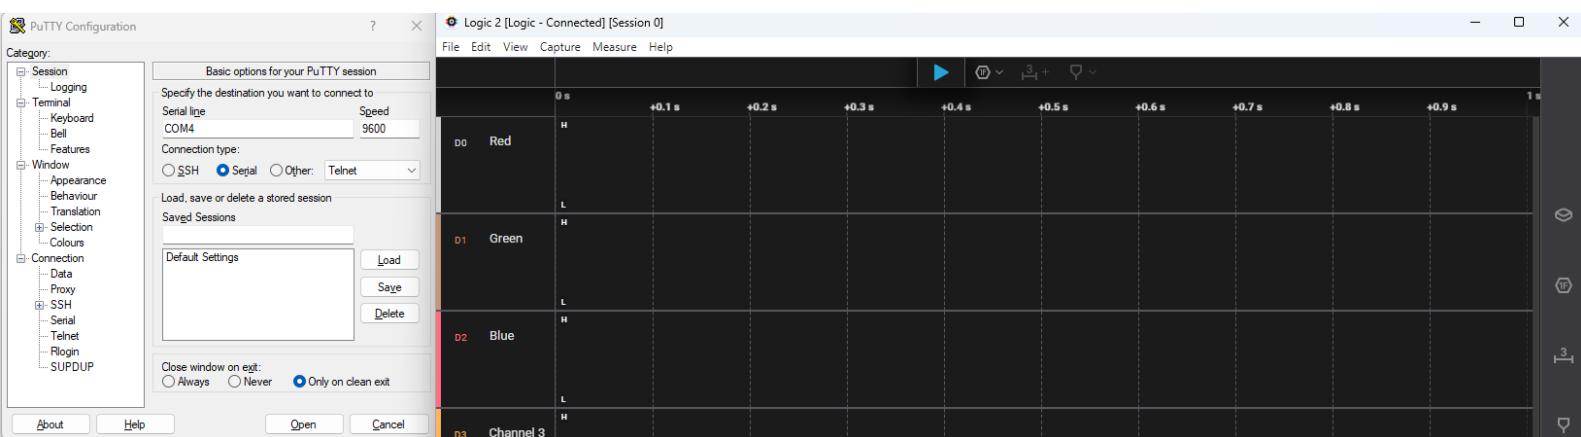 PuTTY Configuration
?
Category:
Session
Logging
Terminal
Keyboard
Bell
Features
Window
Appearance
Behaviour
Translation
Selection
Colours
Connection
Data
Proxy
SSH
Serial
Telnet
Rlogin
SUPDUP
Basic options for your PuTTY session
Specify the destination you want to connect to
Serial line Speed
COM4 9600
Connection type:
SSH Serial Other: Telnet
Load, save or delete a stored session
Saved Sessions
Default Settings
Load
Save
Delete
Close window on exit:
Always Never Only on clean exit
About Help Open Cancel
Logic 2 [Logic - Connected] [Session 0]
File Edit View Capture Measure Help
1F 3 +
0 s 1 s
+0.1 s +0.2 s +0.3 s +0.4 s +0.5 s +0.6 s +0.7 s +0.8 s +0.9 s
H
D0 Red
L
H
D1 Green
L
H
D2 Blue
L
H
D3 Channel 3
1F
3